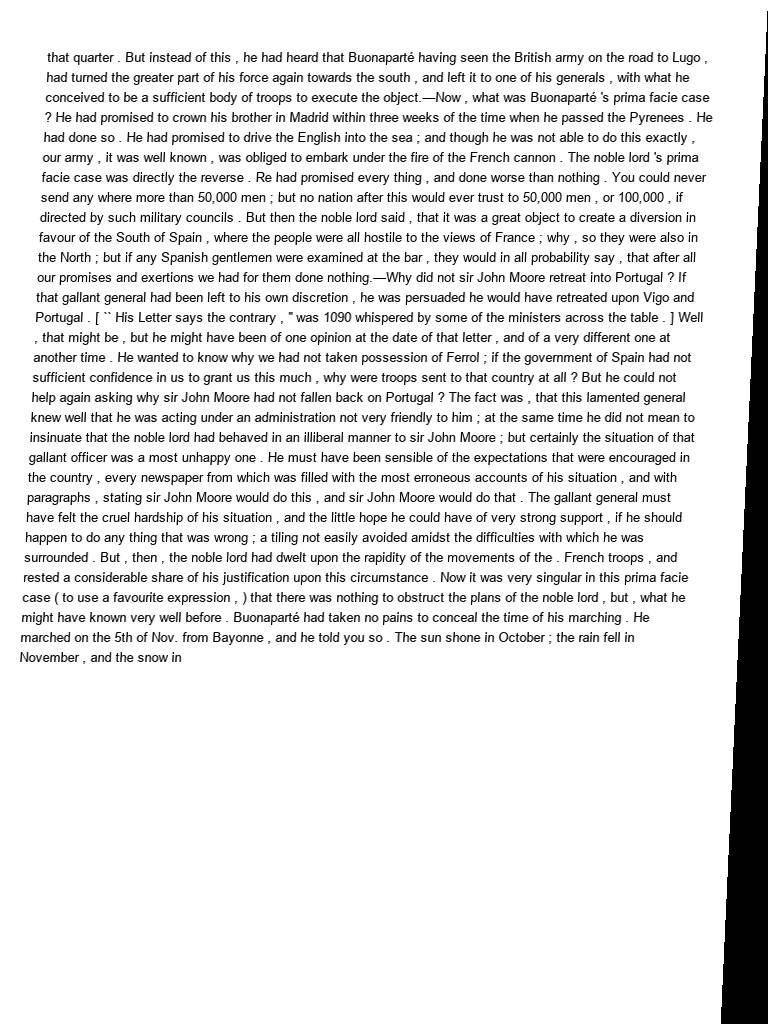 that quarter . But instead of this , he had heard that Buonaparté having seen the British army on the road to Lugo ,
had turned the greater part of his force again towards the south , and left it to one of his generals , with what he
conceived to be a sufficient body of troops to execute the object.—Now , what was Buonaparté 's prima facie case
? He had promised to crown his brother in Madrid within three weeks of the time when he passed the Pyrenees . He
had done so . He had promised to drive the English into the sea ; and though he was not able to do this exactly ,
our army , it was well known , was obliged to embark under the fire of the French cannon . The noble lord 's prima
facie case was directly the reverse . Re had promised every thing , and done worse than nothing . You could never
send any where more than 50,000 men ; but no nation after this would ever trust to 50,000 men , or 100,000 , if
directed by such military councils . But then the noble lord said , that it was a great object to create a diversion in
favour of the South of Spain , where the people were all hostile to the views of France ; why , so they were also in
the North ; but if any Spanish gentlemen were examined at the bar , they would in all probability say , that after all
our promises and exertions we had for them done nothing.—Why did not sir John Moore retreat into Portugal ? If
that gallant general had been left to his own discretion , he was persuaded he would have retreated upon Vigo and
Portugal . [ `` His Letter says the contrary , '' was 1090 whispered by some of the ministers across the table . ] Well
, that might be , but he might have been of one opinion at the date of that letter , and of a very different one at
another time . He wanted to know why we had not taken possession of Ferrol ; if the government of Spain had not
sufficient confidence in us to grant us this much , why were troops sent to that country at all ? But he could not
help again asking why sir John Moore had not fallen back on Portugal ? The fact was , that this lamented general
knew well that he was acting under an administration not very friendly to him ; at the same time he did not mean to
insinuate that the noble lord had behaved in an illiberal manner to sir John Moore ; but certainly the situation of that
gallant officer was a most unhappy one . He must have been sensible of the expectations that were encouraged in
the country , every newspaper from which was filled with the most erroneous accounts of his situation , and with
paragraphs , stating sir John Moore would do this , and sir John Moore would do that . The gallant general must
have felt the cruel hardship of his situation , and the little hope he could have of very strong support , if he should
happen to do any thing that was wrong ; a tiling not easily avoided amidst the difficulties with which he was
surrounded . But , then , the noble lord had dwelt upon the rapidity of the movements of the . French troops , and
rested a considerable share of his justification upon this circumstance . Now it was very singular in this prima facie
case ( to use a favourite expression , ) that there was nothing to obstruct the plans of the noble lord , but , what he
might have known very well before . Buonaparté had taken no pains to conceal the time of his marching . He
marched on the 5th of Nov. from Bayonne , and he told you so . The sun shone in October ; the rain fell in
November , and the snow in